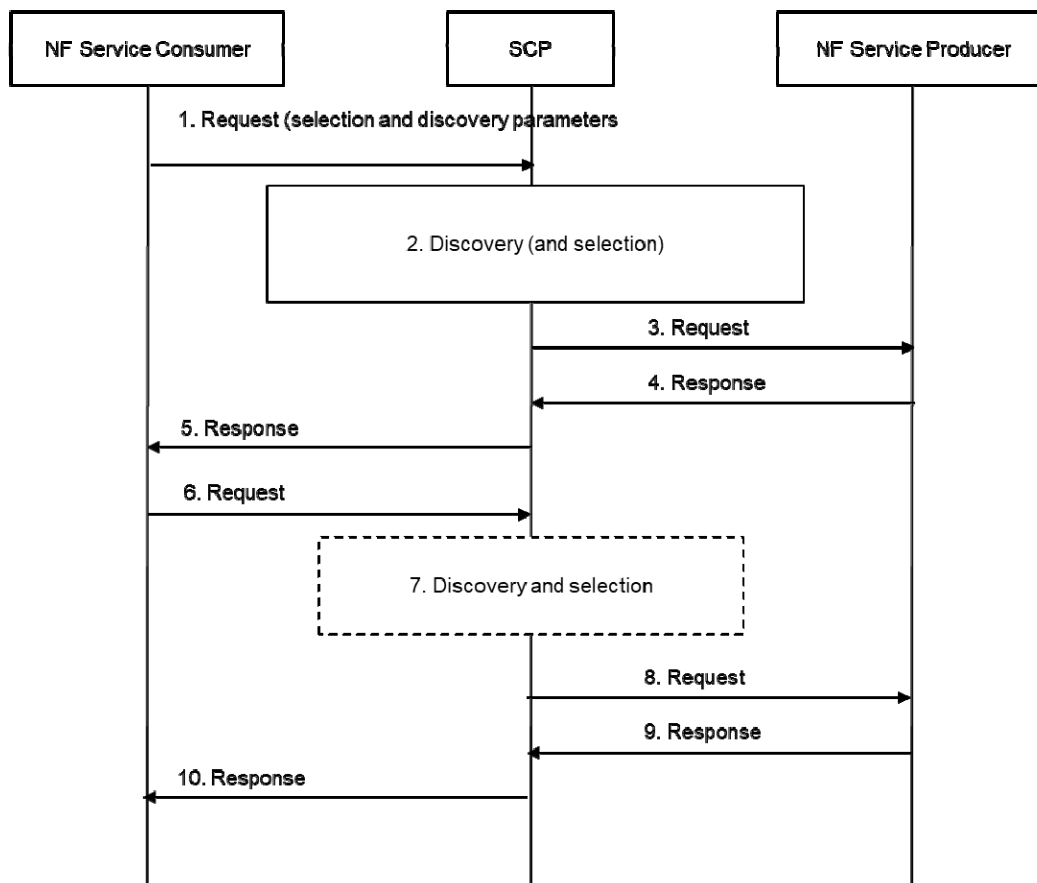 NF Service Consumer
SCP
NF Service Producer
1. Request (selection and discovery parameters
2. Discovery (and selection)
3. Request
4. Response
5. Response
6. Request
7. Discovery and selection
8. Request
9. Response
10. Response